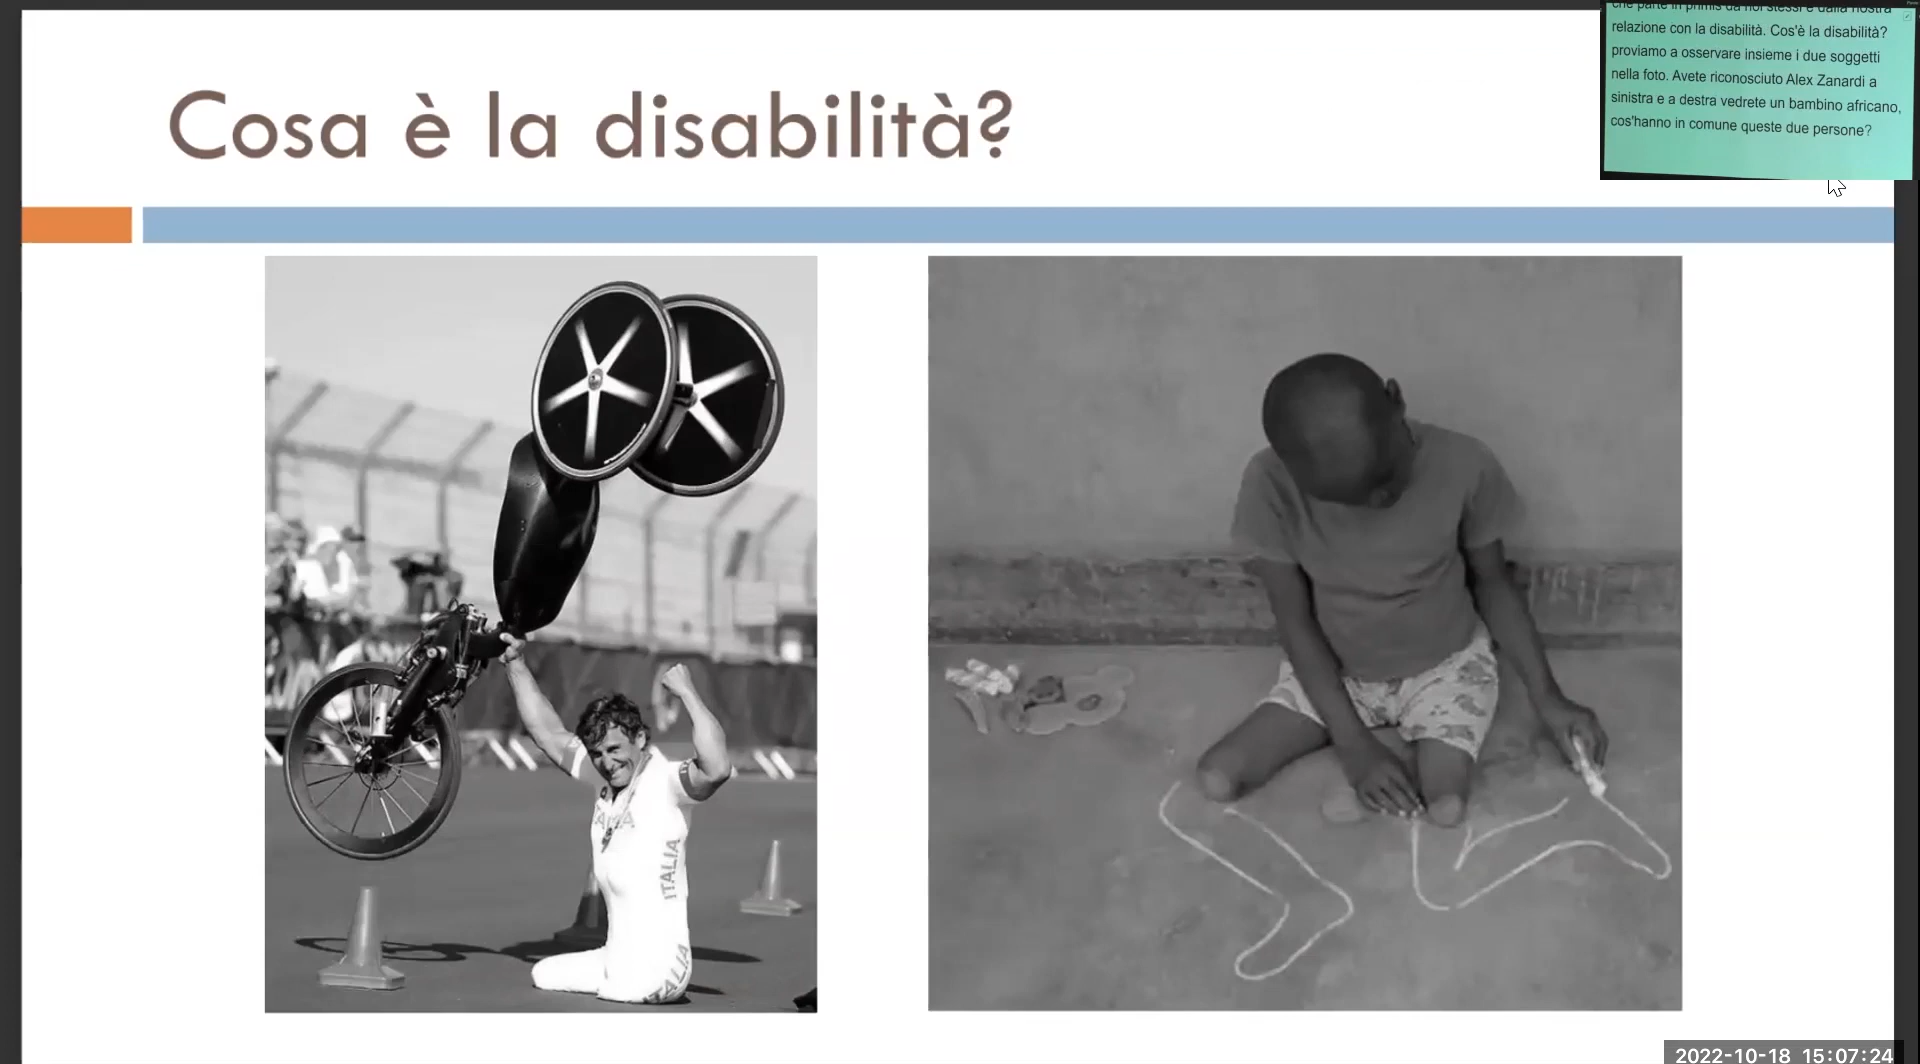 Cosa è la disabilità?
che parte in primis da noi stessi e dalla nostra
relazione con la disabilità. Cos'è la disabilità?
proviamo a osservare insieme i due soggetti
nella foto. Avete riconosciuto Alex Zanardi a
sinistra e a destra vedrete un bambino africano,
cos'hanno in comune queste due persone?
ITALIA
ITALIA
ITALIA
2022-10-18 15:07:24